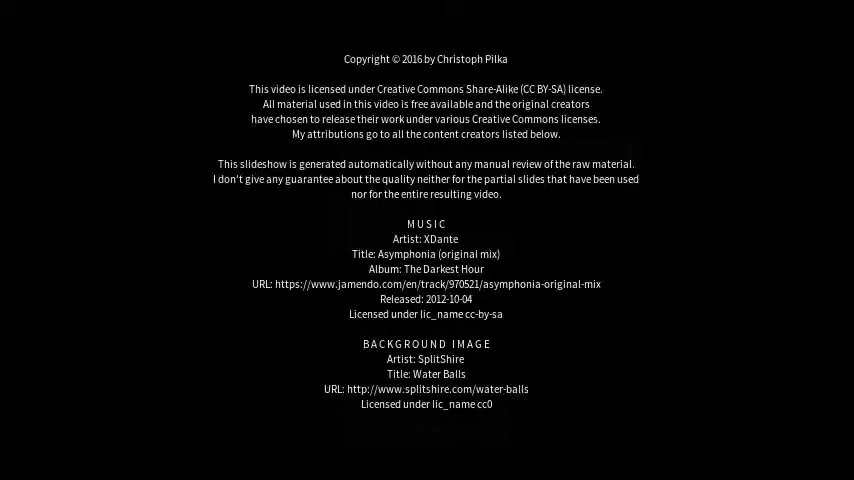 Copyright © 2016 by Christoph Pilka
This video is licensed under Creative Commons Share-Alike (CC BY-SA) license.
All material used in this video is free available and the original creators
have chosen to release their work under various Creative Commons licenses.
My attributions go to all the content creators listed below.
This slideshow is generated automatically without any manual review of the raw material.
I don't give any guarantee about the quality neither for the partial slides that have been used
nor for the entire resulting video.
MUSIC
Artist: XDante
Title: Asymphonia (original mix)
Album: The Darkest Hour
URL: https://www.jamendo.com/en/track/970521/asymphonia-original-mix
Released: 2012-10-04
Licensed under lic_name cc-by-sa
BACKGROUND IMAGE
Artist: SplitShire
Title: Water Balls
URL: http://www.splitshire.com/water-balls
Licensed under lic_name cc0